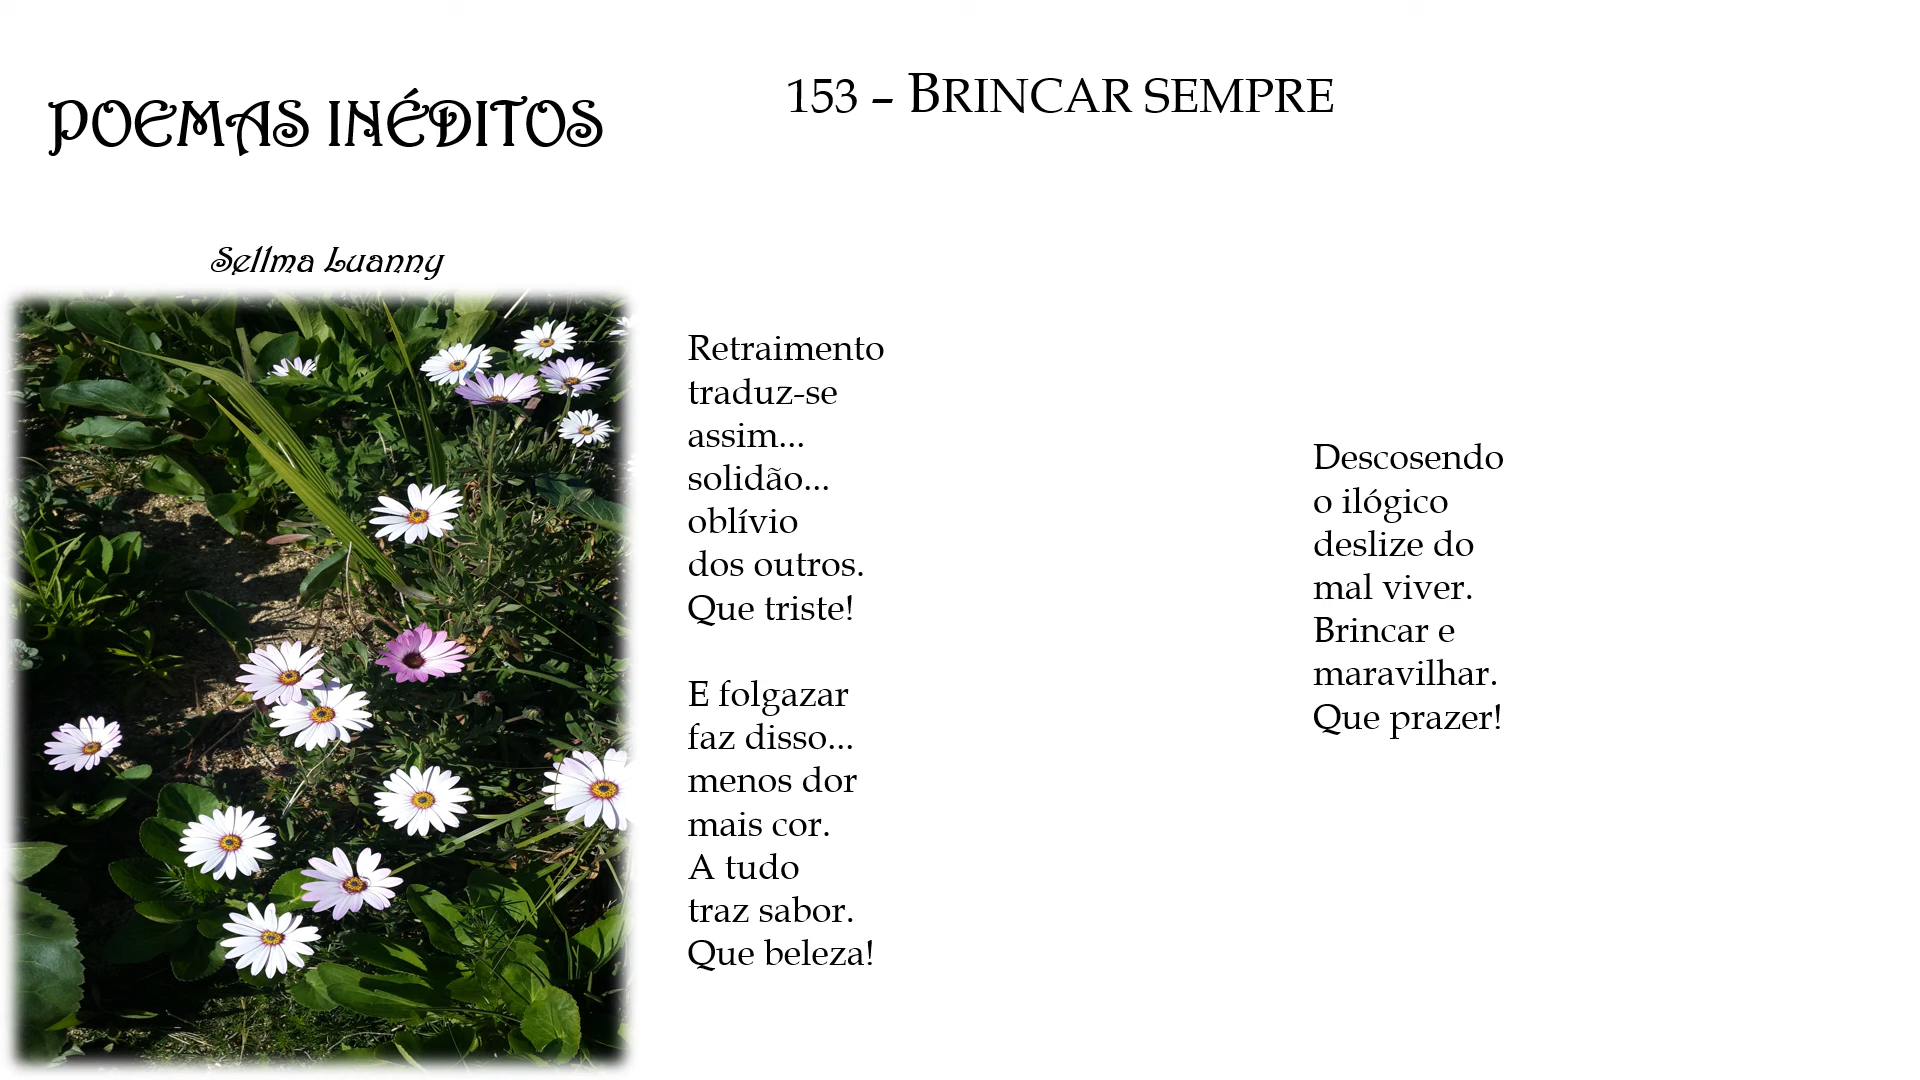 POEMAS INÉDITOS
Sellma Luanny
153 – BRINCAR SEMPRE
Retraimento
traduz-se
assim...
solidão...
oblívio
dos outros.
Que triste!
E folgazar
faz disso...
menos dor
mais cor.
A tudo
traz sabor.
Que beleza!
Descosendo
o ilógico
deslize do
mal viver.
Brincar e
maravilhar.
Que prazer!